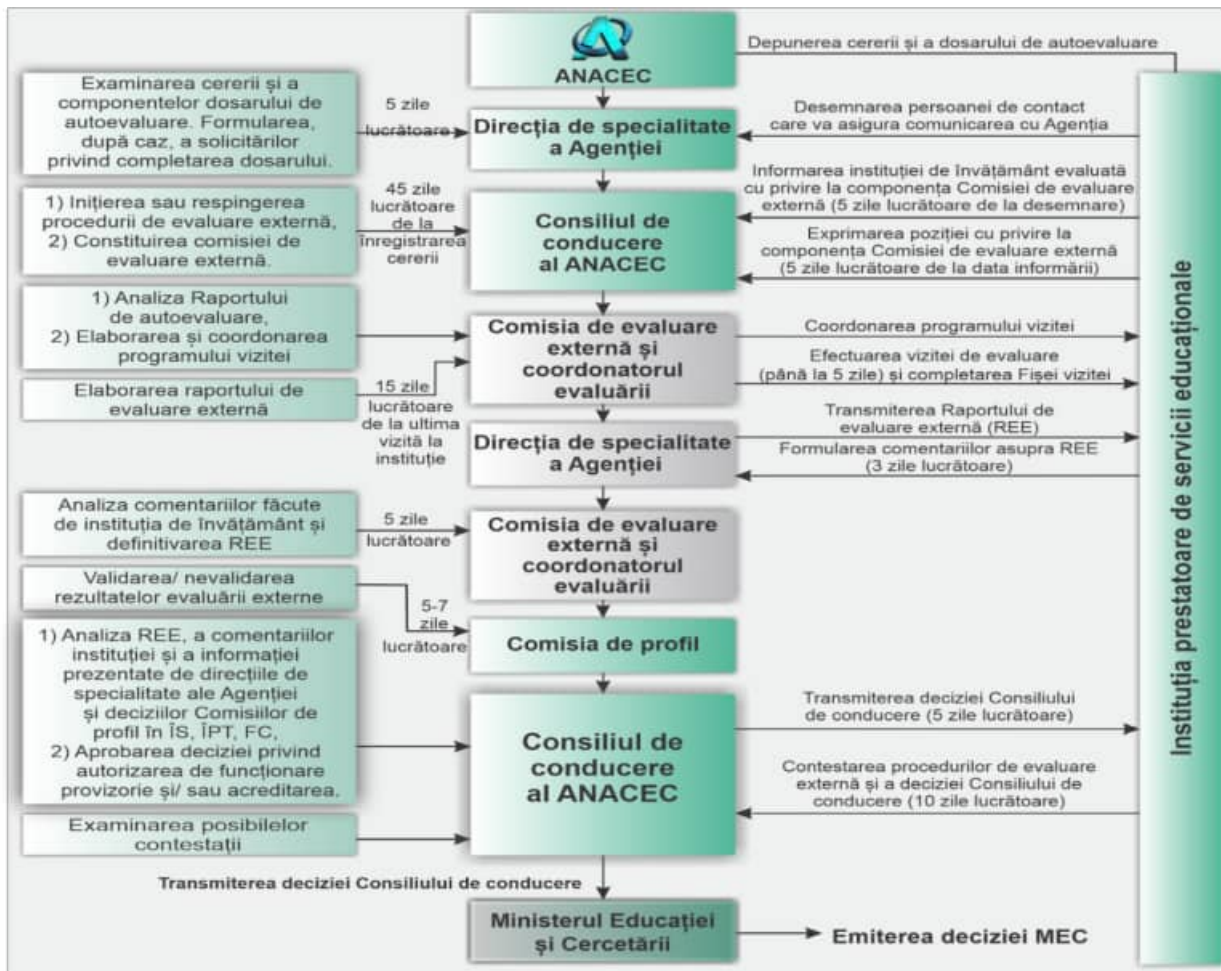 ANACEC
Depunerea cererii și a dosarului de autoevaluare
Examinarea cererii și a
componentelor dosarului de
autoevaluare. Formularea,
după caz, a solicitărilor
privind completarea dosarului.
5 zile
lucrătoare
Direcția de specialitate
a Agenției
Desemnarea persoanei de contact
care va asigura comunicarea cu Agenția
1) Inițierea sau respingerea
procedurii de evaluare externă,
2) Constituirea comisiei de
evaluare externă.
45 zile
lucrătoare
de la
înregistrarea
cererii
Consiliul de
conducere
al ANACEC
Informarea instituției de învățământ evaluată
cu privire la componența Comisiei de evaluare
externă (5 zile lucrătoare de la desemnare)
Exprimarea poziției cu privire la
componența Comisiei de evaluare externă
(5 zile lucrătoare de la data informării)
1) Analiza Raportului
de autoevaluare,
2) Elaborarea și coordonarea
programului vizitei
Elaborarea raportului de
evaluare externă
15 zile
lucrătoare
de la ultima
vizită la
instituție
Comisia de evaluare
externă și
coordonatorul
evaluării
Coordonarea programului vizitei
Efectuarea vizitei de evaluare
(până la 5 zile) și completarea Fișei vizitei
Direcția de specialitate
a Agenției
Transmiterea Raportului de
evaluare externă (REE)
Formularea comentariilor asupra REE
(3 zile lucrătoare)
Analiza comentariilor făcute
de instituția de învățământ și
definitivarea REE
5 zile
lucrătoare
Comisia de evaluare
externă și
coordonatorul
evaluării
Validarea/ nevalidarea
rezultatelor evaluării externe
5-7
zile
lucrătoare
Comisia de profil
1) Analiza REE, a comentariilor
instituției și a informației
prezentate de direcțiile de
specialitate ale Agenției
și deciziilor Comisiilor de
profil în ÎS, ÎPT, FC,
2) Aprobarea deciziei privind
autorizarea de funcționare
provizorie și/ sau acreditarea.
Examinarea posibilelor
contestații
Consiliul de
conducere
al ANACEC
Transmiterea deciziei Consiliului
de conducere (5 zile lucrătoare)
Contestarea procedurilor de evaluare
externă și a deciziei Consiliului de
conducere (10 zile lucrătoare)
Transmiterea deciziei Consiliului de conducere
Ministerul Educației
și Cercetării
Emiterea deciziei MEC
Instituția prestatoare de servicii educaționale